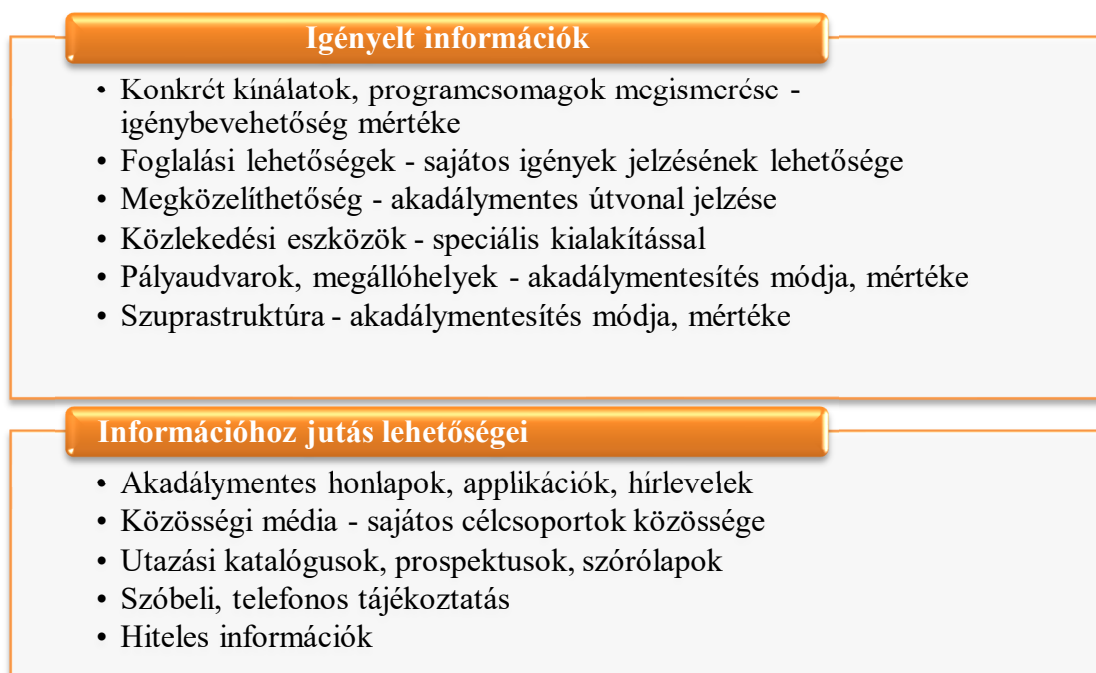 Igényelt információk
• Konkrét kínálatok, programcsomagok megismerése -
igénybevehetőség mértéke
• Foglalási lehetőségek - sajátos igények jelzésének lehetősége
• Megközelíthetőség - akadálymentes útvonal jelzése
• Közlekedési eszközök - speciális kialakítással
• Pályaudvarok, megállóhelyek - akadálymentesítés módja, mértéke
• Szuprastruktúra - akadálymentesítés módja, mértéke
Információhoz jutás lehetőségei
• Akadálymentes honlapok, applikációk, hírlevelek
• Közösségi média - sajátos célcsoportok közössége
• Utazási katalógusok, prospektusok, szórólapok
• Szóbeli, telefonos tájékoztatás
• Hiteles információk